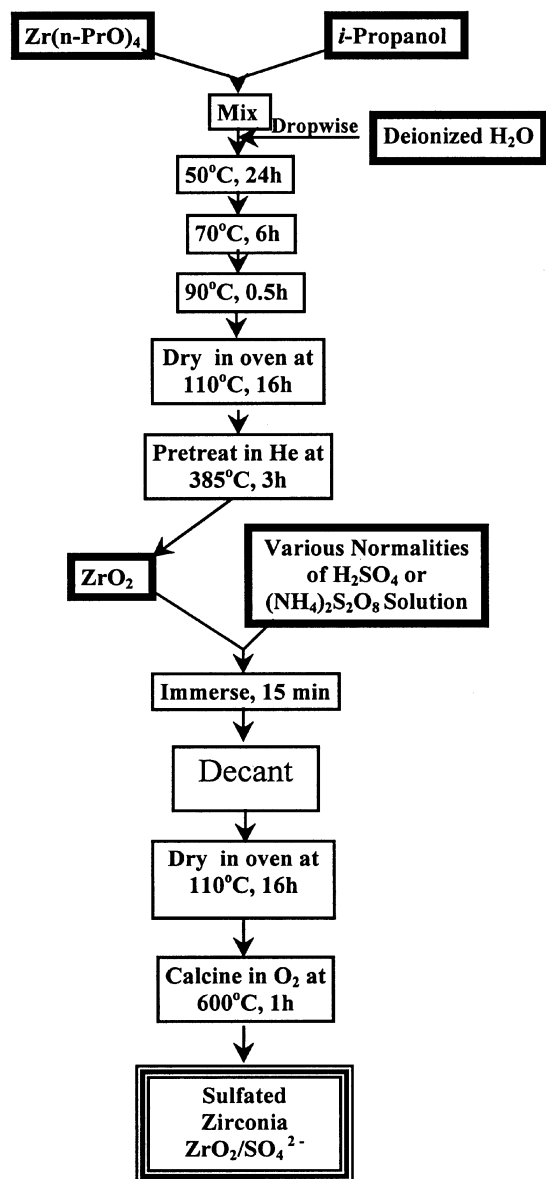 Zr(n-PrO)4
i-Propanol
Mix
Dropwise
Deionized H₂O
50°C, 24h
70°C, 6h
90°C, 0.5h
Dry in oven at
110°C, 16h
Pretreat in He at
385°C, 3h
ZrO₂
Various Normalities
of H₂SO₄ or
(NH₄)₂S₂O₈ Solution
Immerse, 15 min
Decant
Dry in oven at
110°C, 16h
Calcine in O₂ at
600°C, 1h
Sulfated
Zirconia
ZrO₂/SO₄²⁻